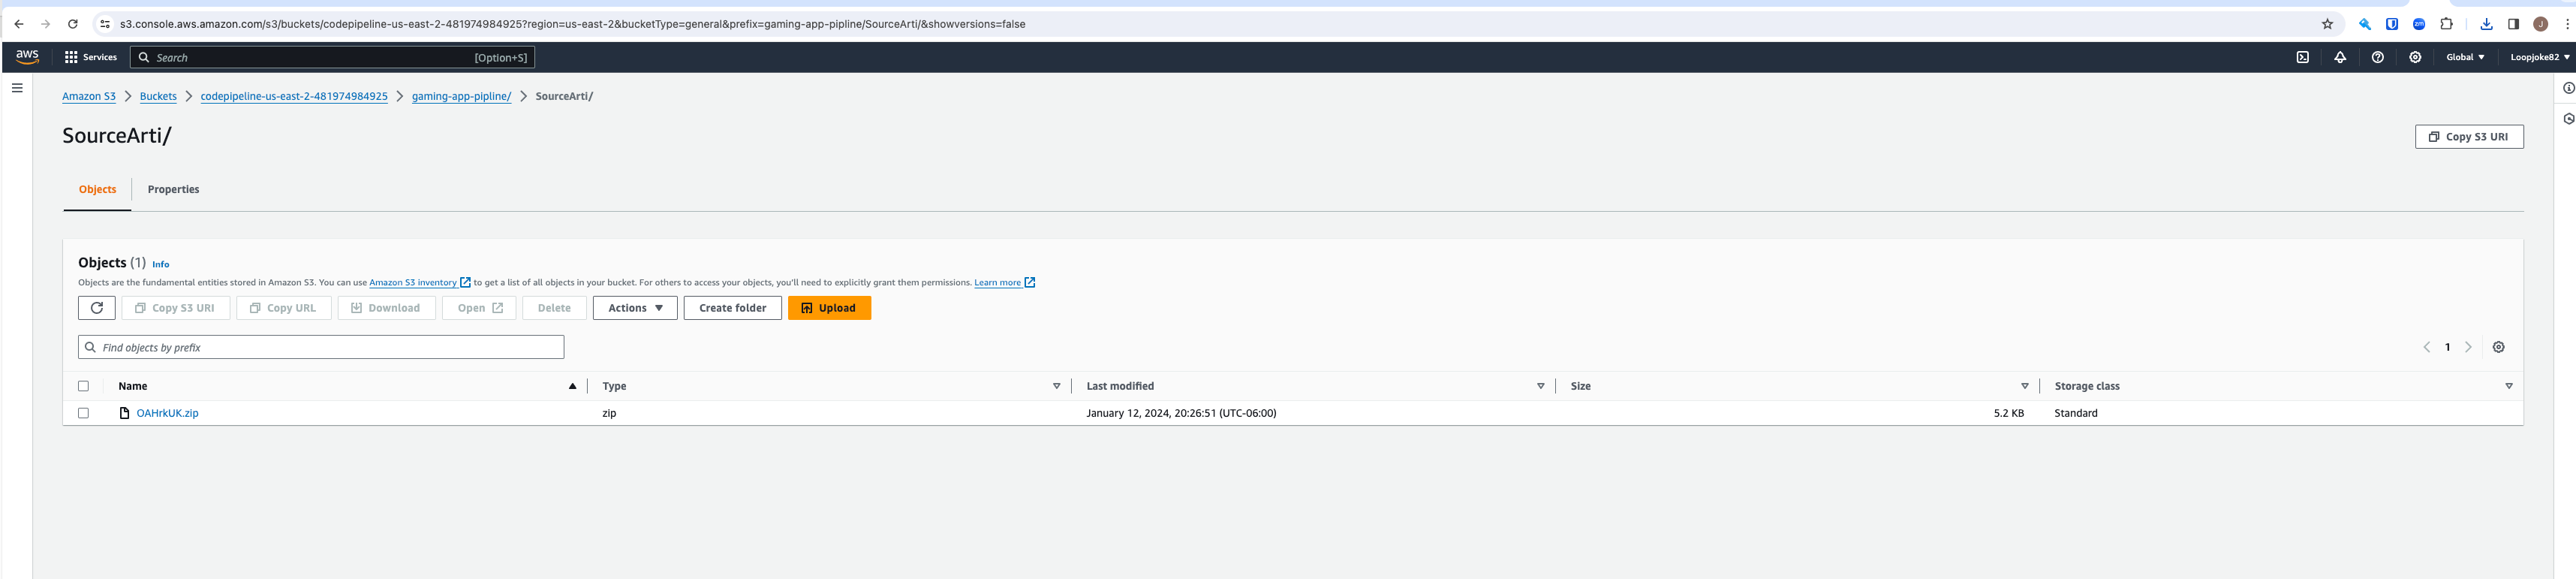 s3.console.aws.amazon.com/s3/buckets/codepipeline-us-east-2-481974984925?region=us-east-2&bucketType=general&prefix=gaming-app-pipline/SourceArti/&showversions=false
J
aws Services Search [Option+S] Global Loopjoke82
Amazon S3 Buckets codepipeline-us-east-2-481974984925 gaming-app-pipline/ SourceArti/
SourceArti/
Copy S3 URI
Objects Properties
Objects (1) Info
Objects are the fundamental entities stored in Amazon S3. You can use Amazon S3 inventory to get a list of all objects in your bucket. For others to access your objects, you'll need to explicitly grant them permissions. Learn more
Copy S3 URI Copy URL Download Open Delete Actions Create folder Upload
Find objects by prefix
1
Name Type Last modified Size Storage class
OAHrkUK.zip zip January 12, 2024, 20:26:51 (UTC-06:00) 5.2 KB Standard